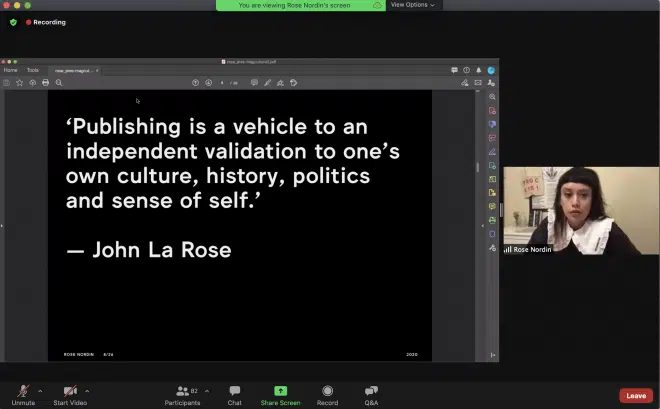 You are viewing Rose Nordin's screen
View Options
Recording
Home
Tools
‘Publishing is a vehicle to an
independent validation to one’s
own culture, history, politics
and sense of self.’
— John La Rose
ROSE NORDIN
2020
Rose Nordin
Unmute
Start Video
Participants
82
Chat
Share Screen
Record
Q&A
Leave